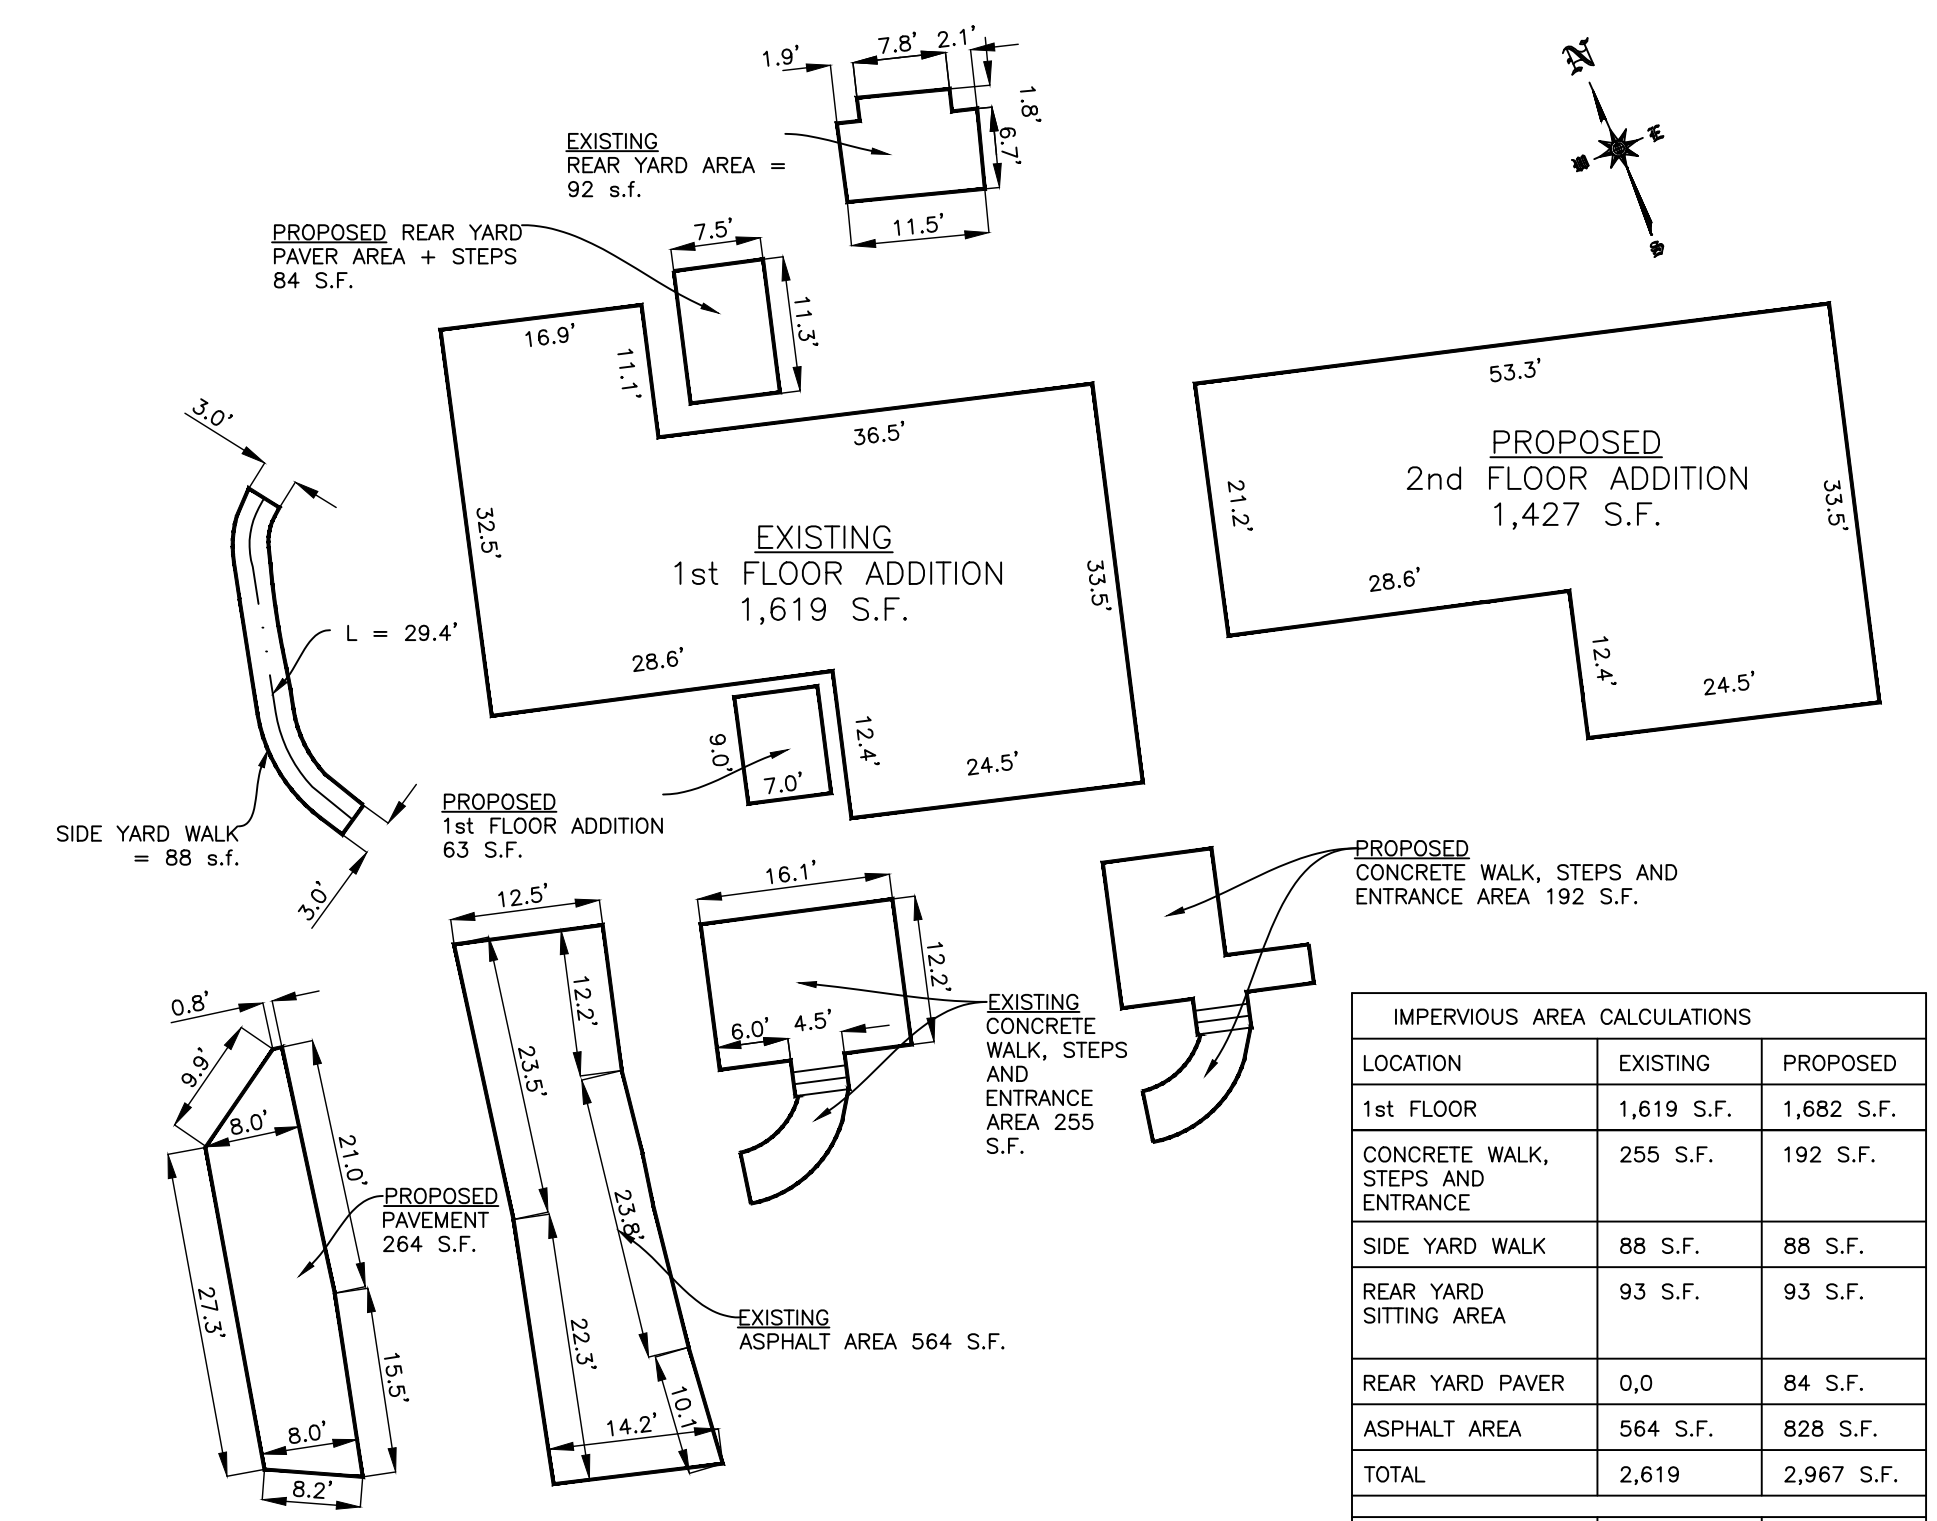 7.8’
2.1’
1.9’
1.8’
6.7’
11.5’
N
EXISTING
REAR YARD AREA =
92 s.f.
PROPOSED REAR YARD
PAVER AREA + STEPS
84 S.F.
7.5’
11.3’
16.9’
11.1’
36.5’
32.5’
33.5’
28.6’
12.4’
24.5’
EXISTING
1st FLOOR ADDITION
1,619 S.F.
53.3’
21.2’
33.5’
28.6’
12.4’
24.5’
PROPOSED
2nd FLOOR ADDITION
1,427 S.F.
3.0’
L = 29.4’
SIDE YARD WALK
= 88 s.f.
3.0’
9.0’
7.0’
PROPOSED
1st FLOOR ADDITION
63 S.F.
PROPOSED
CONCRETE WALK, STEPS AND
ENTRANCE AREA 192 S.F.
16.1’
12.2’
6.0’
4.5’
EXISTING
CONCRETE
WALK, STEPS
AND
ENTRANCE
AREA 255
S.F.
12.5’
12.2’
23.5’
23.8’
22.3’
10.1’
14.2’
EXISTING
ASPHALT AREA 564 S.F.
0.8’
9.9’
8.0’
21.0’
27.3’
15.5’
8.0’
8.2’
PROPOSED
PAVEMENT
264 S.F.
IMPERVIOUS AREA CALCULATIONS
LOCATION EXISTING PROPOSED
1st FLOOR 1,619 S.F. 1,682 S.F.
CONCRETE WALK, 255 S.F. 192 S.F.
STEPS AND
ENTRANCE
SIDE YARD WALK 88 S.F. 88 S.F.
REAR YARD 93 S.F. 93 S.F.
SITTING AREA
REAR YARD PAVER 0,0 84 S.F.
ASPHALT AREA 564 S.F. 828 S.F.
TOTAL 2,619 2,967 S.F.